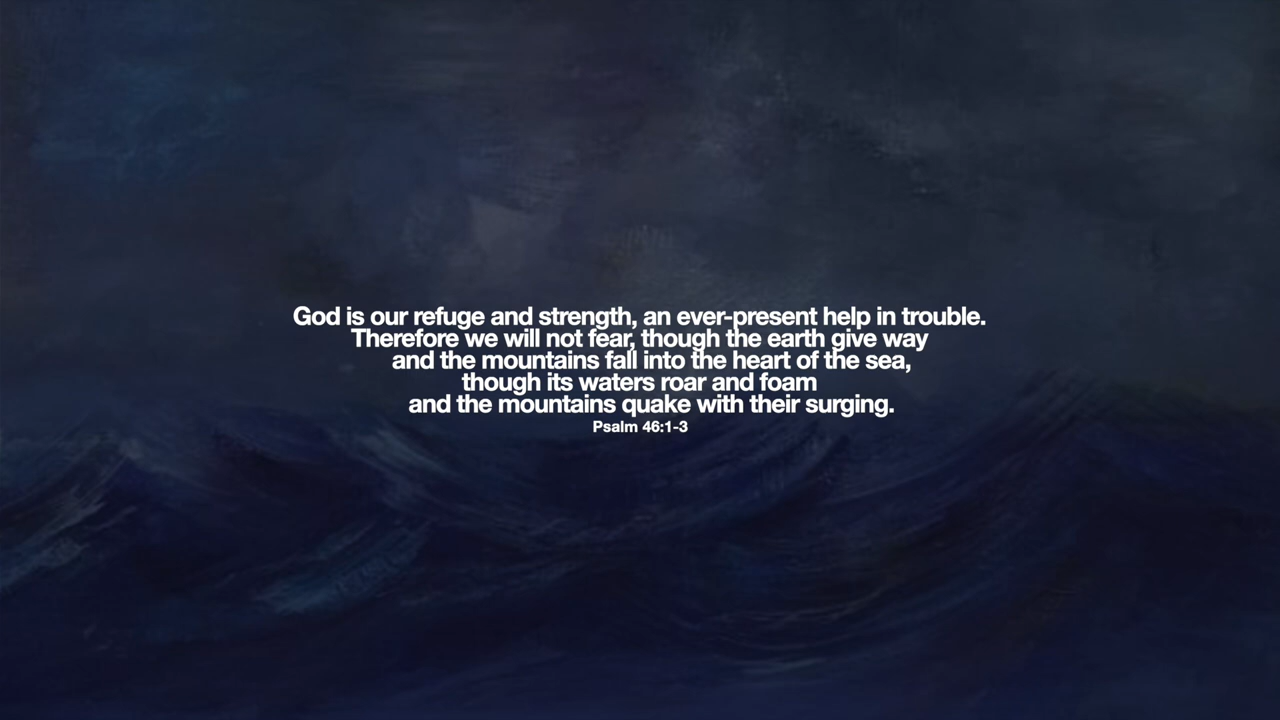 God is our refuge and strength, an ever-present help in trouble.
Therefore we will not fear, though the earth give way
and the mountains fall into the heart of the sea,
though its waters roar and foam
and the mountains quake with their surging.
Psalm 46:1-3